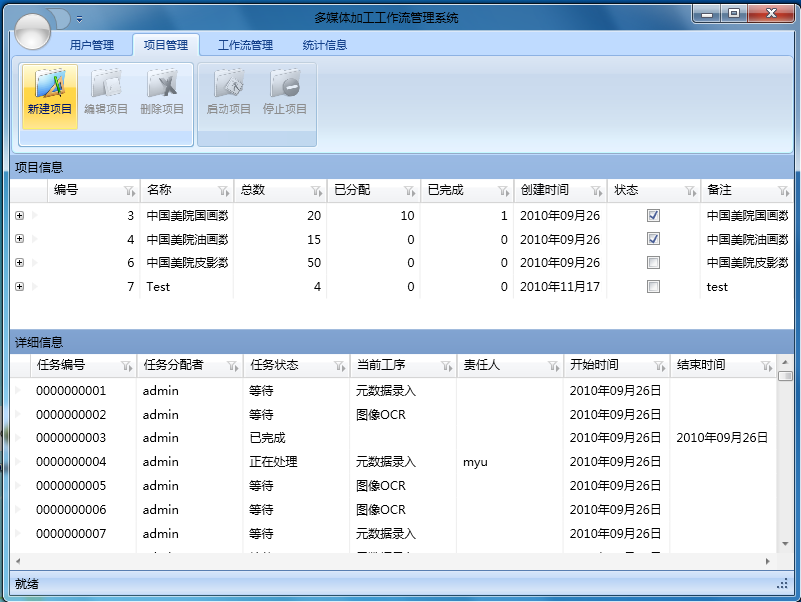 多媒体加工工作流管理系统
用户管理 项目管理 工作流管理 统计信息
新建项目 编辑项目 删除项目 启动项目 停止项目
项目信息
编号 名称 总数 已分配 已完成 创建时间 状态 备注
3 中国美院国画数 20 10 1 2010年09月26 中国美院国画数
4 中国美院油画数 15 0 0 2010年09月26 中国美院油画数
6 中国美院皮影数 50 0 0 2010年09月26 中国美院皮影数
7 Test 4 0 0 2010年11月17 test
详细信息
任务编号 任务分配者 任务状态 当前工序 责任人 开始时间 结束时间
0000000001 admin 等待 元数据录入 2010年09月26日
0000000002 admin 等待 图像OCR 2010年09月26日
0000000003 admin 已完成 2010年09月26日 2010年09月26日
0000000004 admin 正在处理 元数据录入 myu 2010年09月26日
0000000005 admin 等待 图像OCR 2010年09月26日
0000000006 admin 等待 图像OCR 2010年09月26日
0000000007 admin 等待 元数据录入 2010年09月26日
就绪